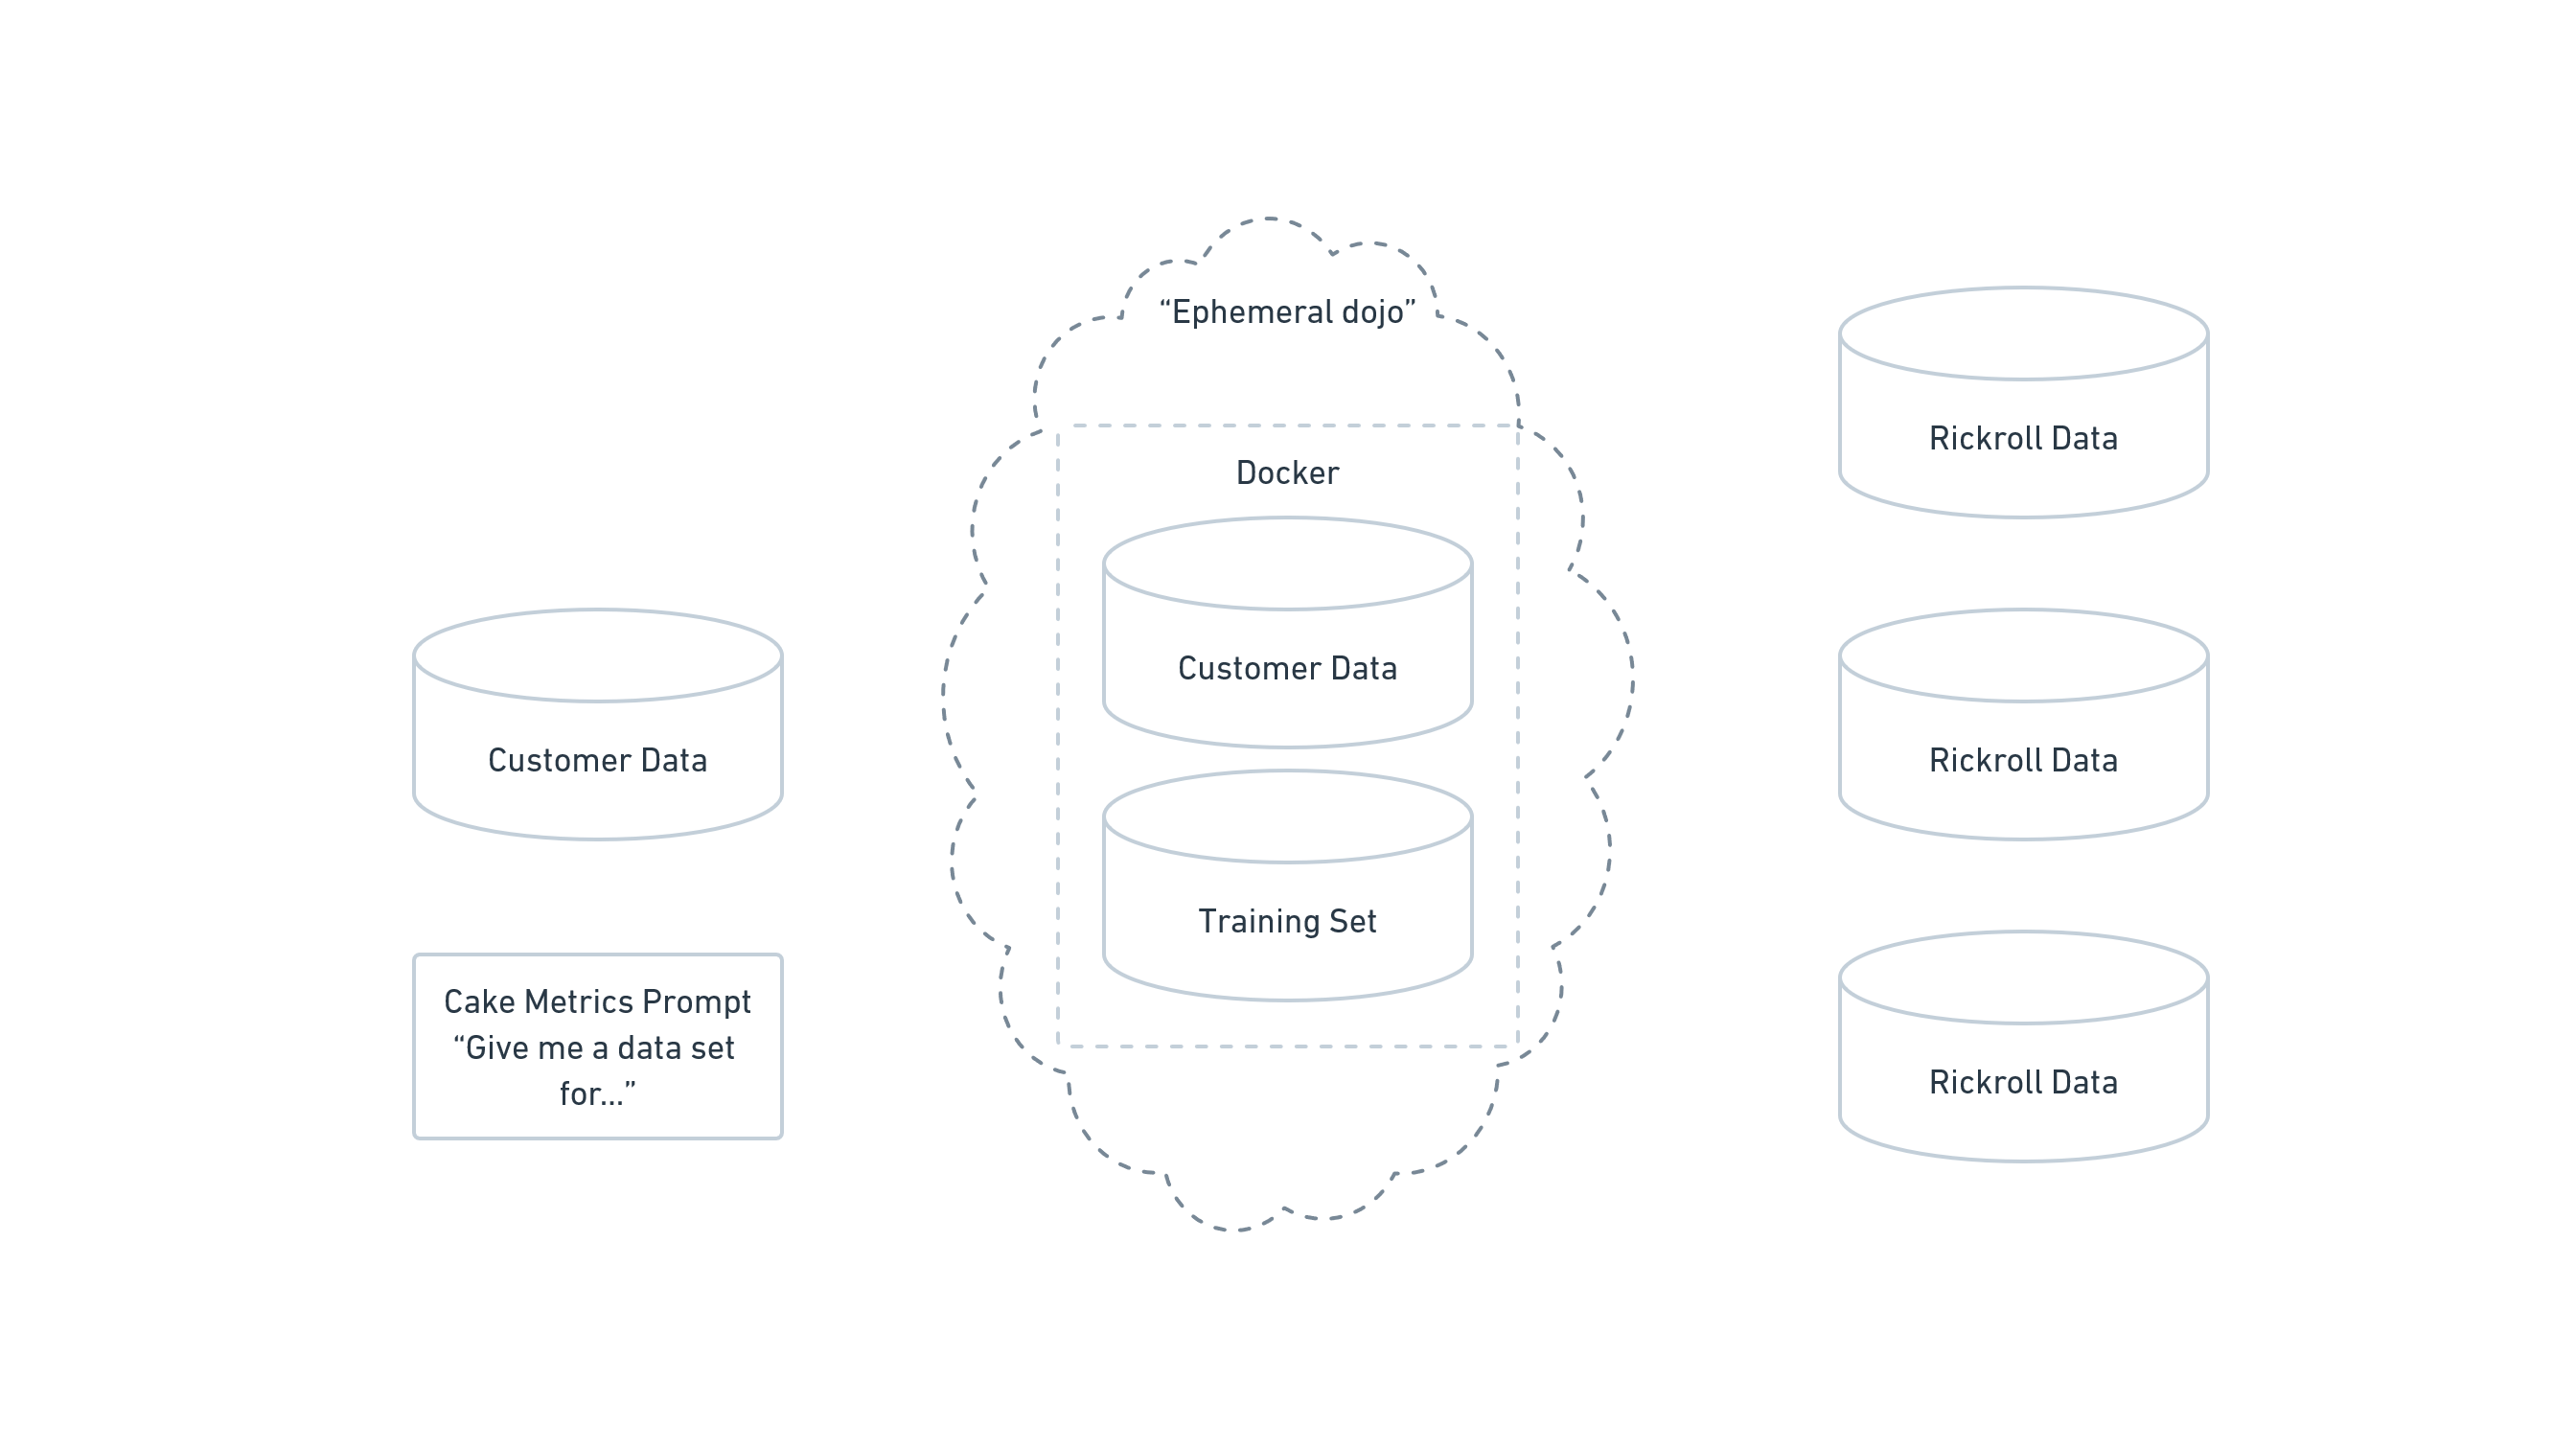 “Ephemeral dojo”
Docker
Customer Data
Training Set
Customer Data
Cake Metrics Prompt
“Give me a data set
for...”
Rickroll Data
Rickroll Data
Rickroll Data